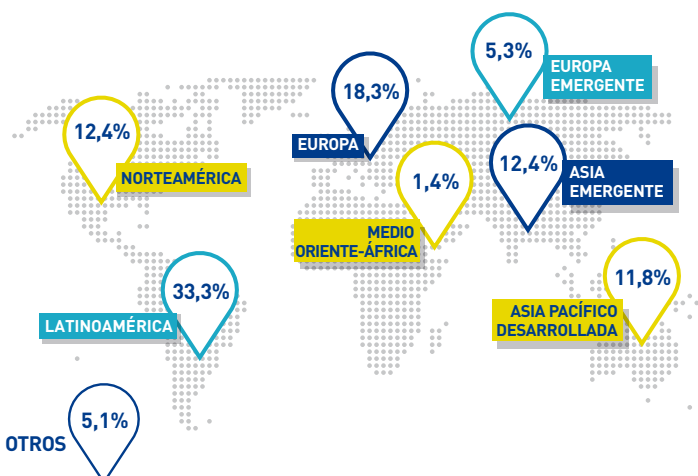 5,3%
EUROPA
EMERGENTE
18,3%
EUROPA
12,4%
NORTEAMÉRICA
12,4%
ASIA
EMERGENTE
1,4%
MEDIO
ORIENTE-ÁFRICA
33,3%
LATINOAMÉRICA
11,8%
ASIA PACÍFICO
DESARROLLADA
5,1%
OTROS